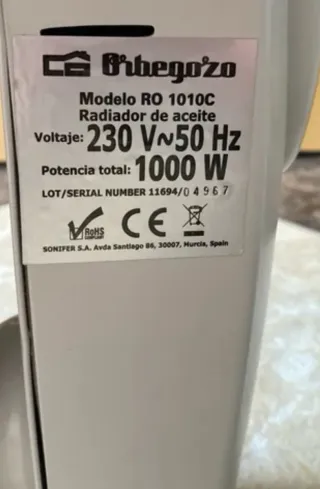 Orbegozo
Modelo RO 1010C
Radiador de aceite
Voltaje: 230 V~50 Hz
Potencia total: 1000 W
LOT/SERIAL NUMBER 11694/04967
RoHS
COMPLIANT
CE
SONIFER S.A. Avda Santiago 86, 30007, Murcia, Spain